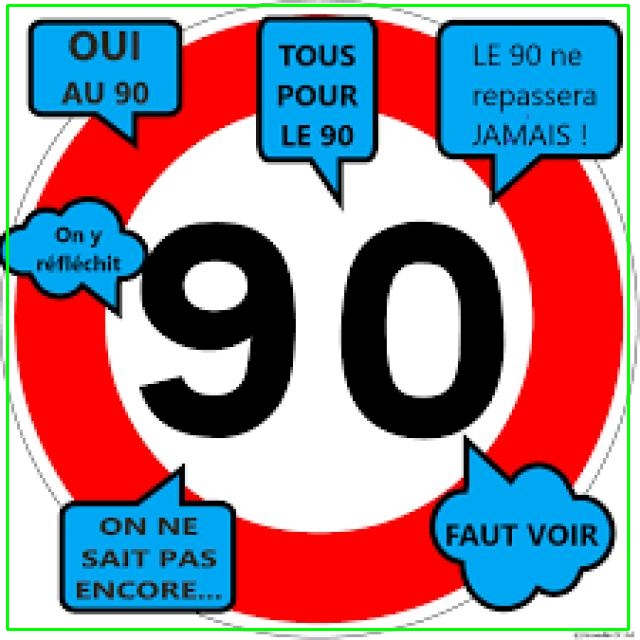 OUI
AU 90
TOUS
POUR
LE 90
LE 90 ne
repassera
JAMAIS !
On y
réfléchit
90
ON NE
SAIT PAS
ENCORE...
FAUT VOIR